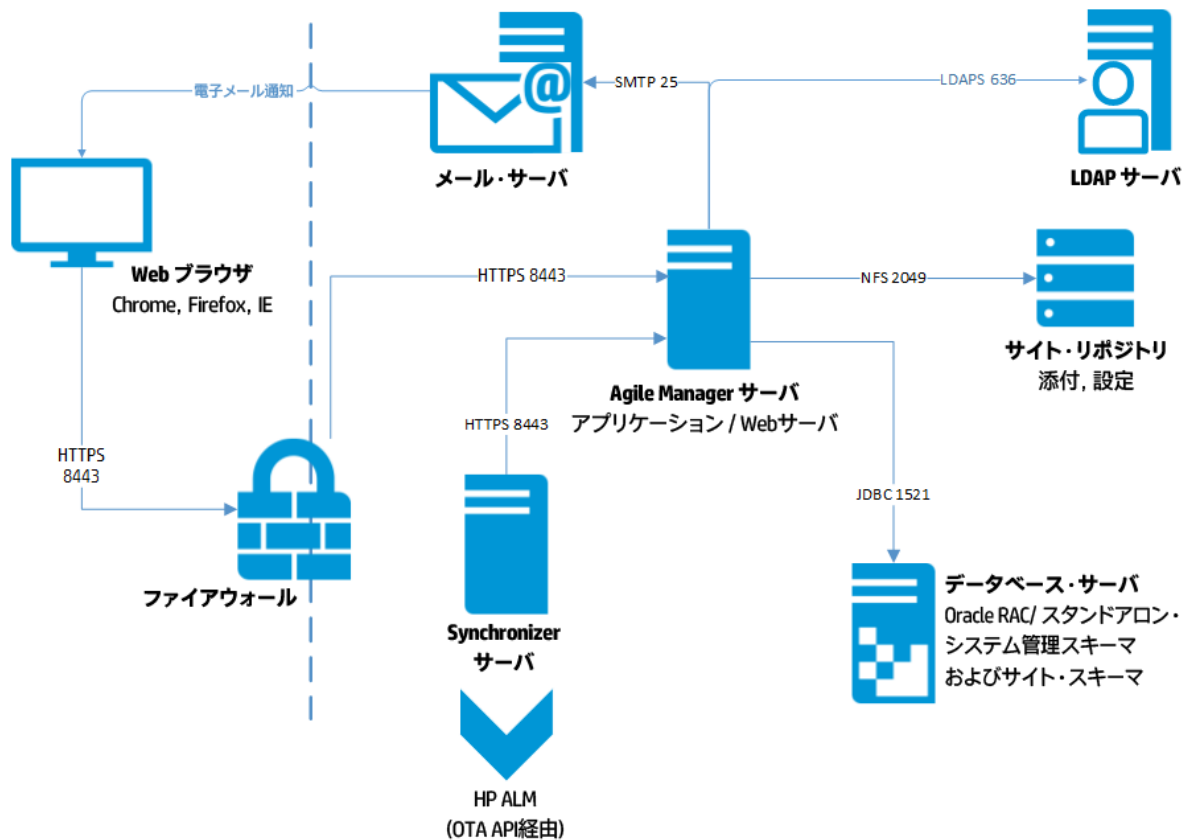 SMTP 25
LDAPS 636
電子メール通知
メール・サーバ
LDAP サーバ
Web ブラウザ
Chrome, Firefox, IE
HTTPS 8443
NFS 2049
サイト・リポジトリ
添付, 設定
Agile Manager サーバ
アプリケーション / Webサーバ
HTTPS 8443
HTTPS
8443
JDBC 1521
ファイアウォール
データベース・サーバ
Oracle RAC/ スタンドアロン・
システム管理スキーマ
およびサイト・スキーマ
Synchronizer
サーバ
HP ALM
(OTA API経由)